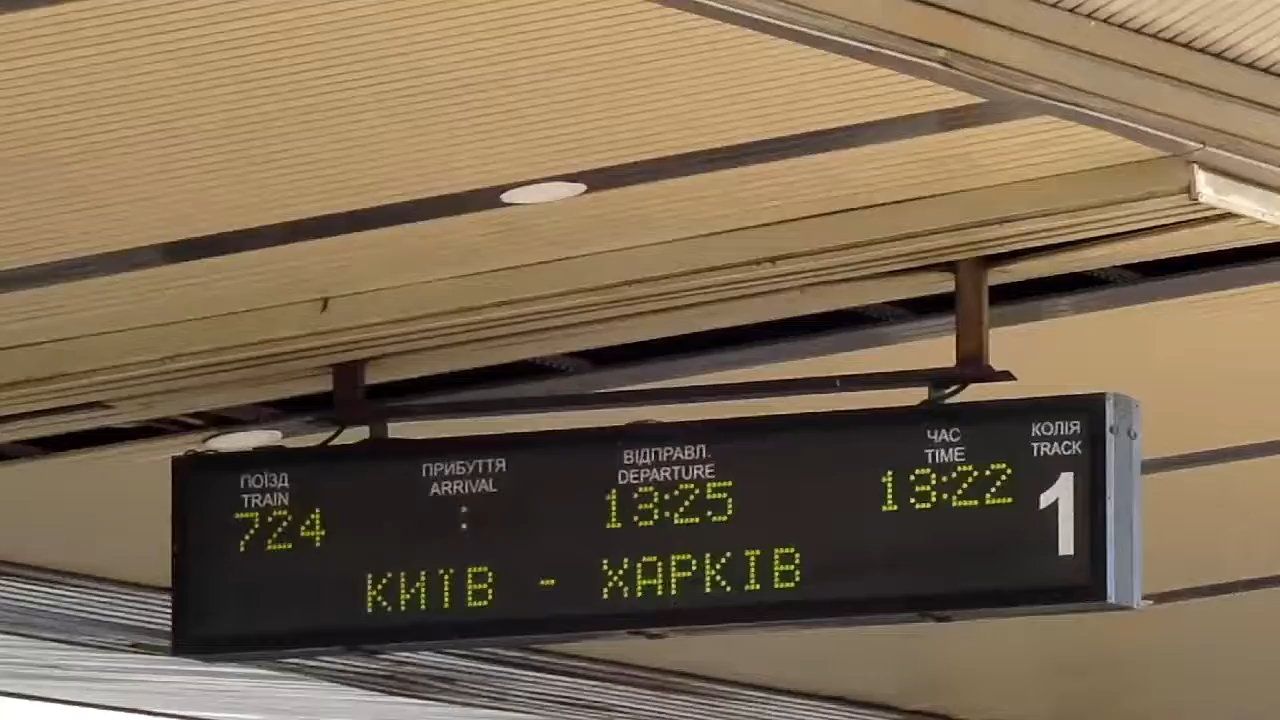 ПОЇЗД ПРИБУТТЯ ВІДПРАВЛ. ЧАС КОЛІЯ
TRAIN ARRIVAL DEPARTURE TIME TRACK
724 : 13:25 13:22 1
КИЇВ - ХАРКІВ